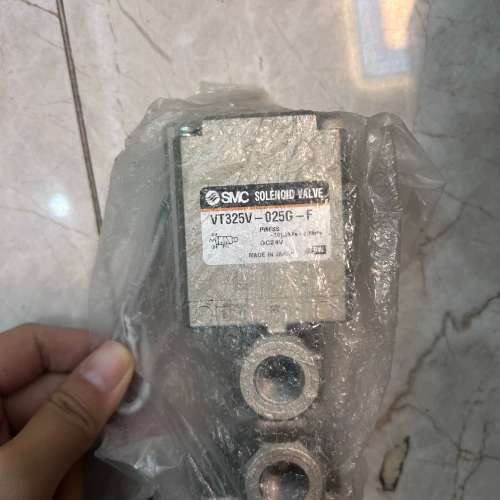 SMC SOLENOID VALVE
VT325V-025G-F
PRESS
DC24V
MADE IN JAPAN